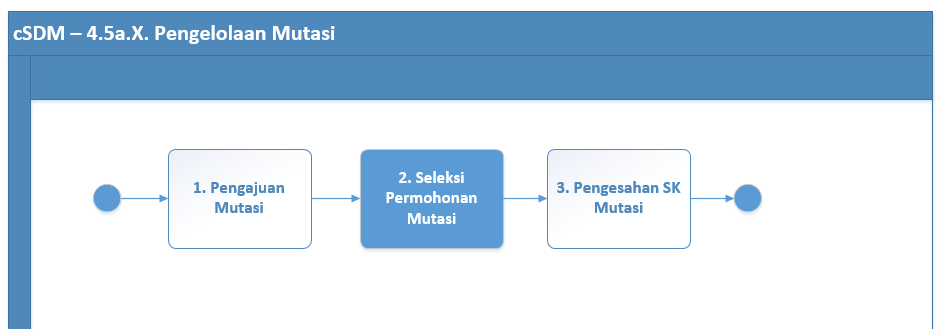 cSDM – 4.5a.X. Pengelolaan Mutasi
1. Pengajuan
Mutasi
2. Seleksi
Permohonan
Mutasi
3. Pengesahan SK
Mutasi